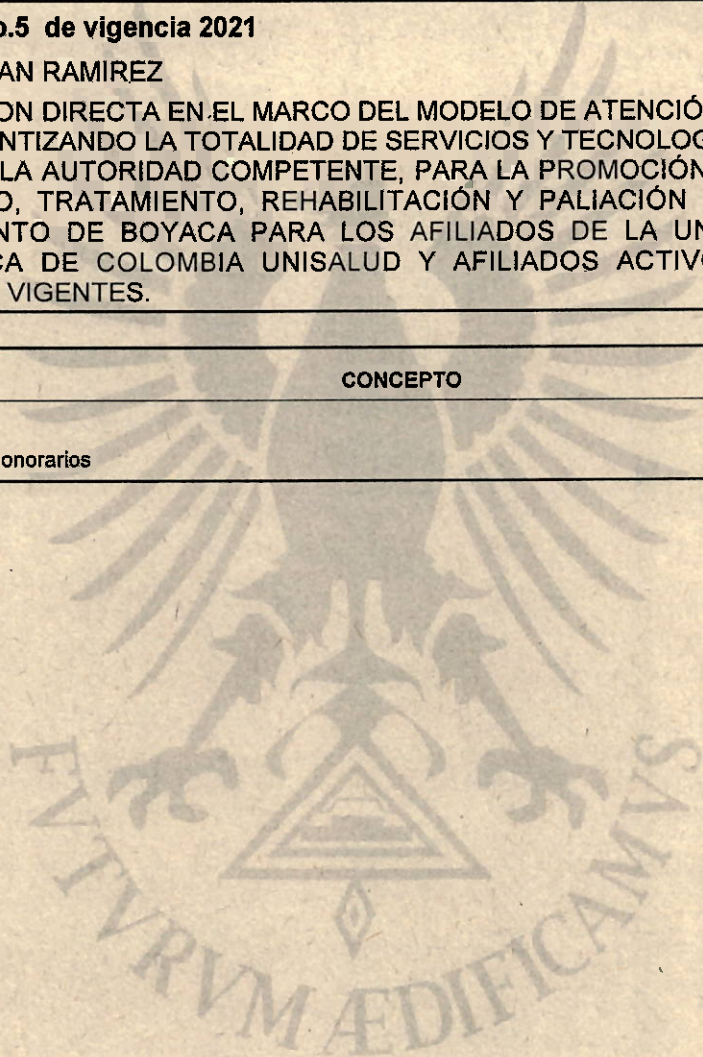 o.5 de vigencia 2021
AN RAMIREZ
ON DIRECTA EN EL MARCO DEL MODELO DE ATENCIÓ
NTIZANDO LA TOTALIDAD DE SERVICIOS Y TECNOLOG
LA AUTORIDAD COMPETENTE, PARA LA PROMOCIÓN
O, TRATAMIENTO, REHABILITACIÓN Y PALIACIÓN
NTO DE BOYACA PARA LOS AFILIADOS DE LA UN
CA DE COLOMBIA UNISALUD Y AFILIADOS ACTIVO
VIGENTES.
CONCEPTO
onorarios
FVTVRVM ÆDIFICAMVS